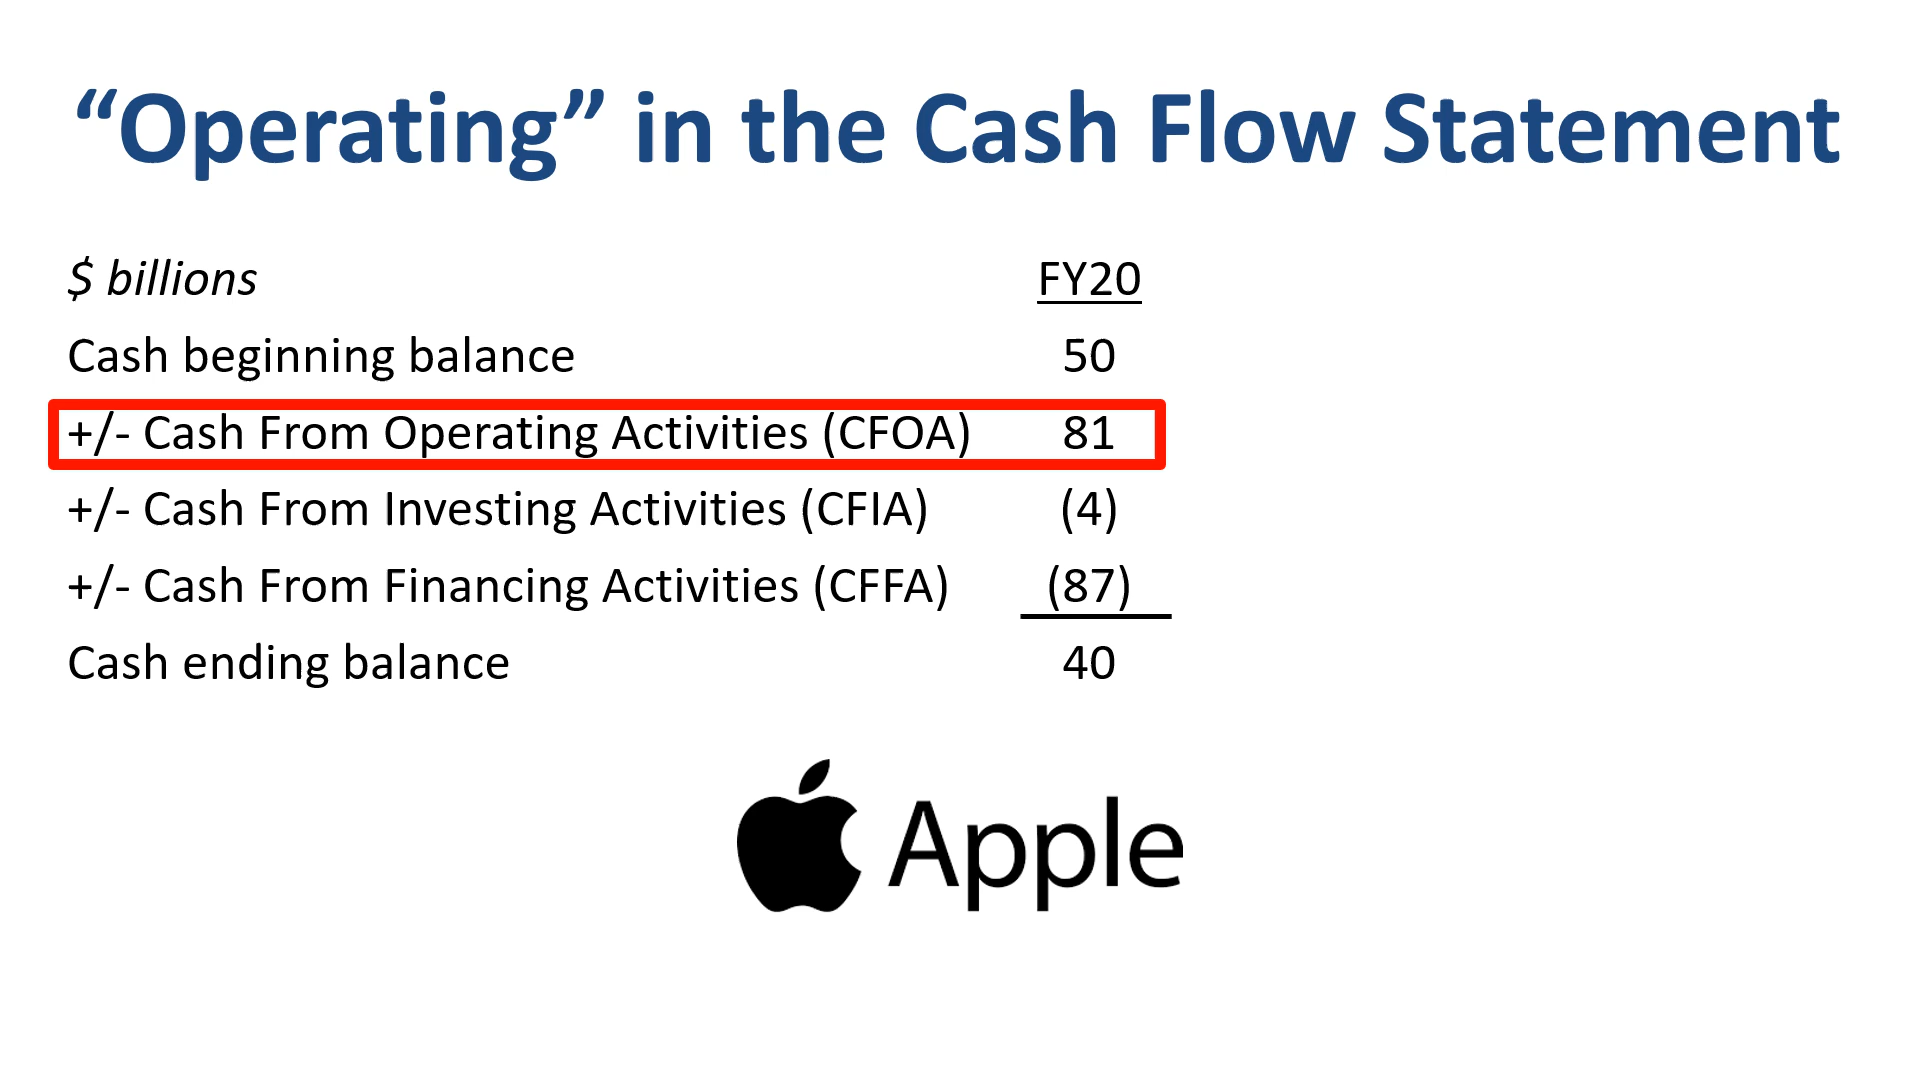 “Operating” in the Cash Flow Statement
$ billions FY20
Cash beginning balance 50
+/- Cash From Operating Activities (CFOA) 81
+/- Cash From Investing Activities (CFIA) (4)
+/- Cash From Financing Activities (CFFA) (87)
Cash ending balance 40
Apple